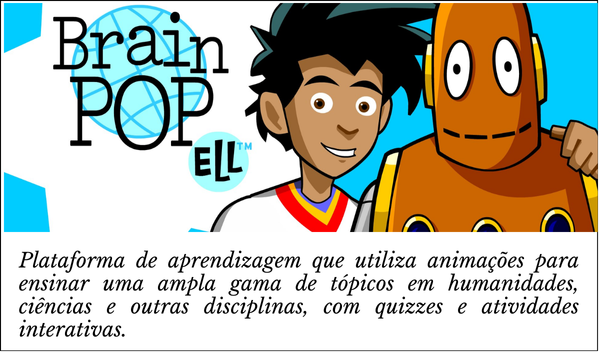 Brain
POP
ELL™
Plataforma de aprendizagem que utiliza animações para
ensinar uma ampla gama de tópicos em humanidades,
ciências e outras disciplinas, com quizzes e atividades
interativas.